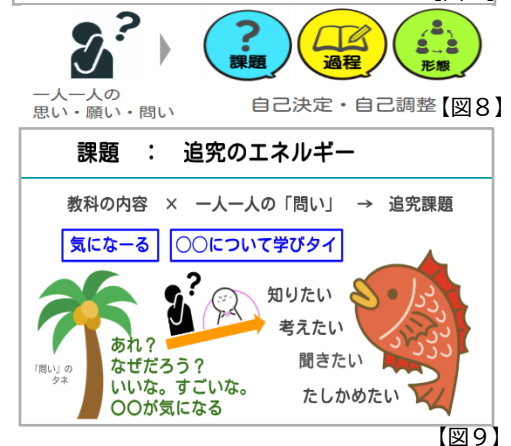 ?
課題
過程
形態
一人一人の
思い・願い・問い
自己決定・自己調整【図8】
課題 : 追究のエネルギー
教科の内容 × 一人一人の「問い」 → 追究課題
気になーる
〇〇について学びタイ
?
知りたい
考えたい
聞きたい
たしかめたい
「問い」の
タネ
あれ?
なぜだろう?
いいな。すごいな。
〇〇が気になる
【図9】